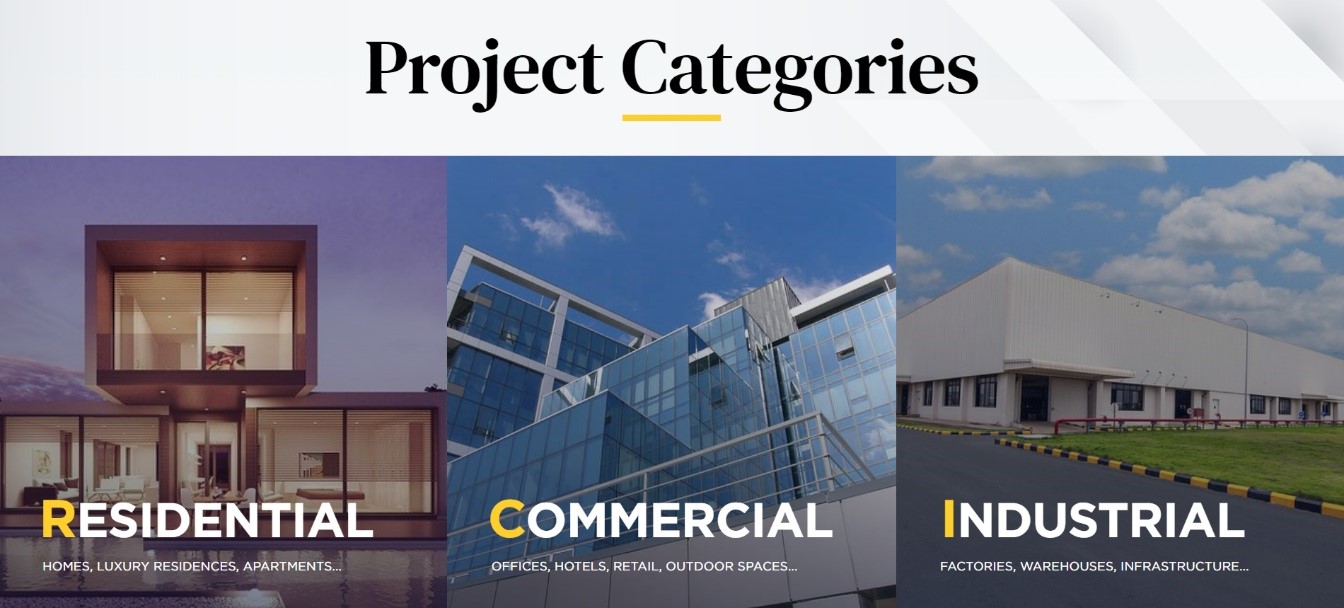 Project Categories
RESIDENTIAL
HOMES, LUXURY RESIDENCES, APARTMENTS...
COMMERCIAL
OFFICES, HOTELS, RETAIL, OUTDOOR SPACES...
INDUSTRIAL
FACTORIES, WAREHOUSES, INFRASTRUCTURE...